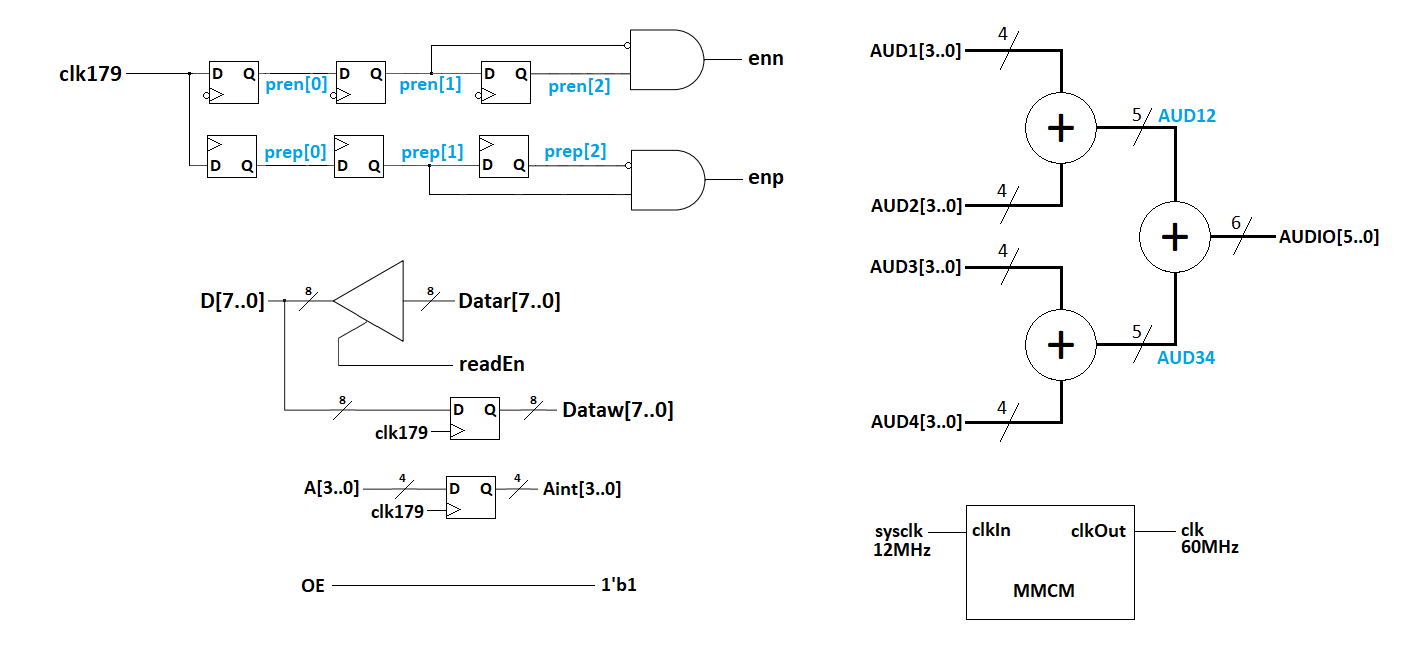 clk179
D Q
pren[0]
D Q
pren[1]
D Q
pren[2]
enn
D Q
prep[0]
D Q
prep[1]
D Q
prep[2]
enp
D[7..0]
8
8
Datar[7..0]
readEn
8
D Q
8
Dataw[7..0]
clk179
A[3..0]
4
D Q
4
Aint[3..0]
clk179
OE
1'b1
AUD1[3..0]
4
+
5
AUD12
AUD2[3..0]
4
+
6
AUDIO[5..0]
AUD3[3..0]
4
+
5
AUD34
AUD4[3..0]
4
sysclk
12MHz
clkIn
clkOut
clk
60MHz
MMCM